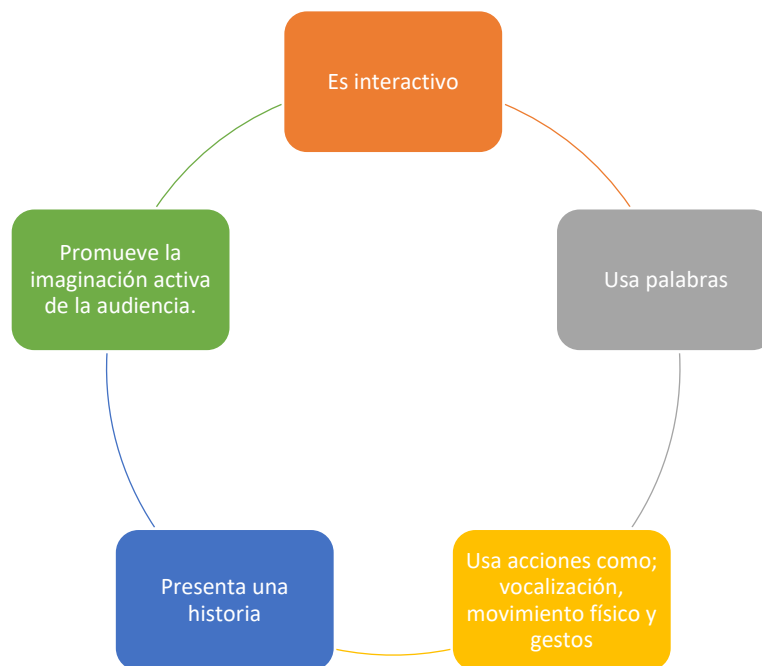 Es interactivo
Usa palabras
Usa acciones como;
vocalización,
movimiento físico y
gestos
Presenta una
historia
Promueve la
imaginación activa
de la audiencia.